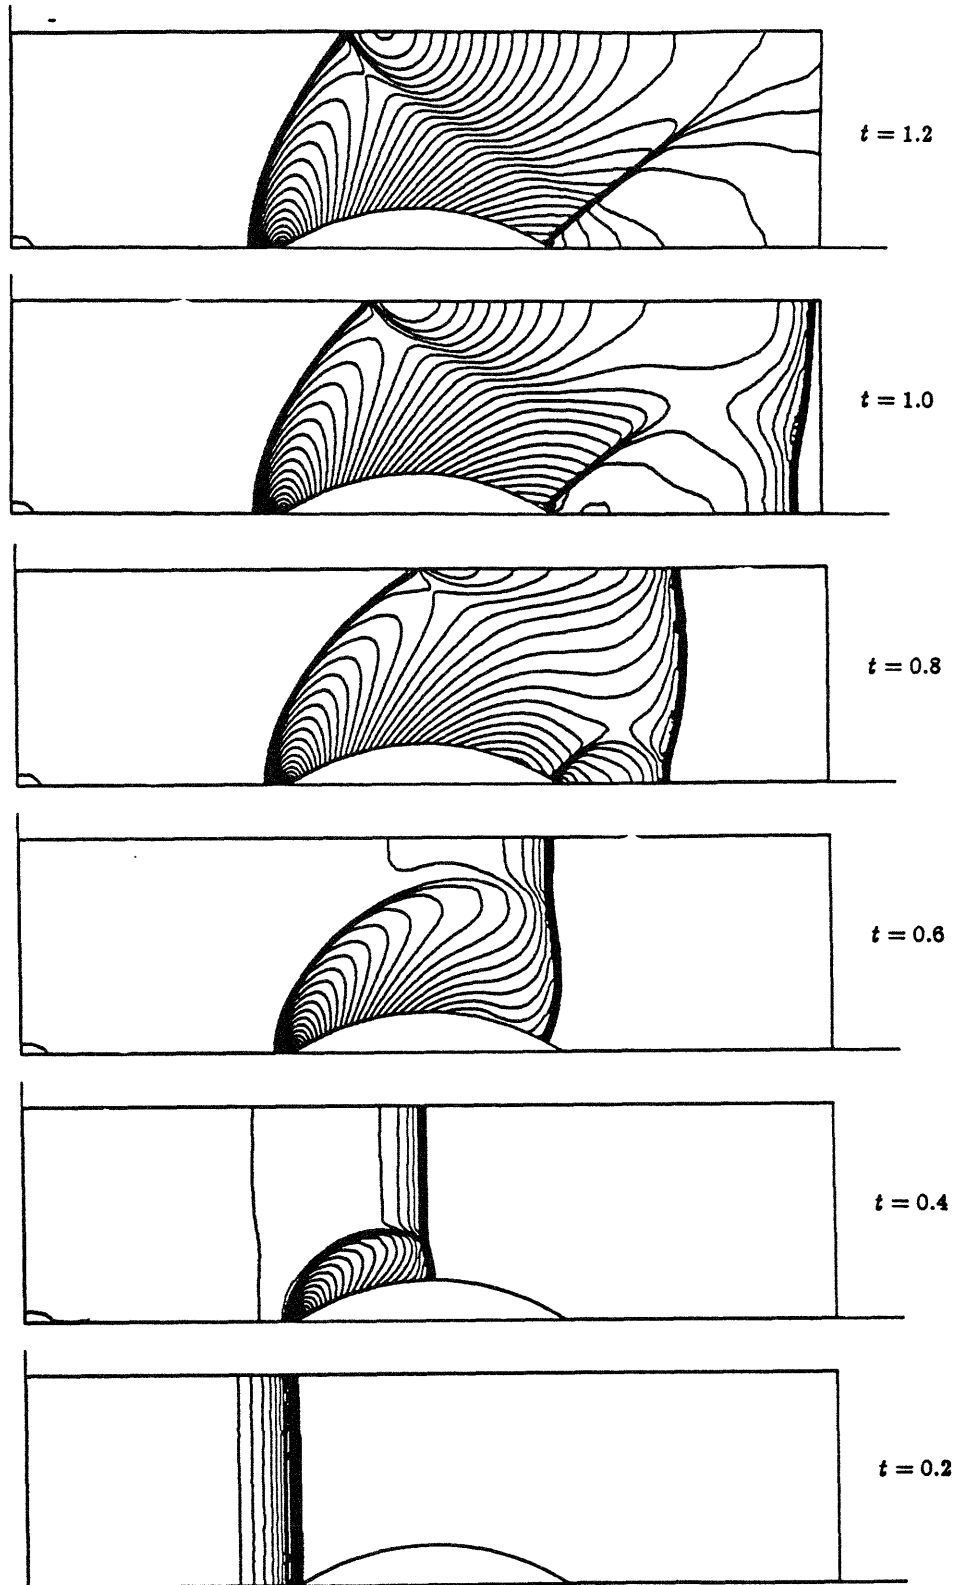 t = 1.2
t = 1.0
t = 0.8
t = 0.6
t = 0.4
t = 0.2